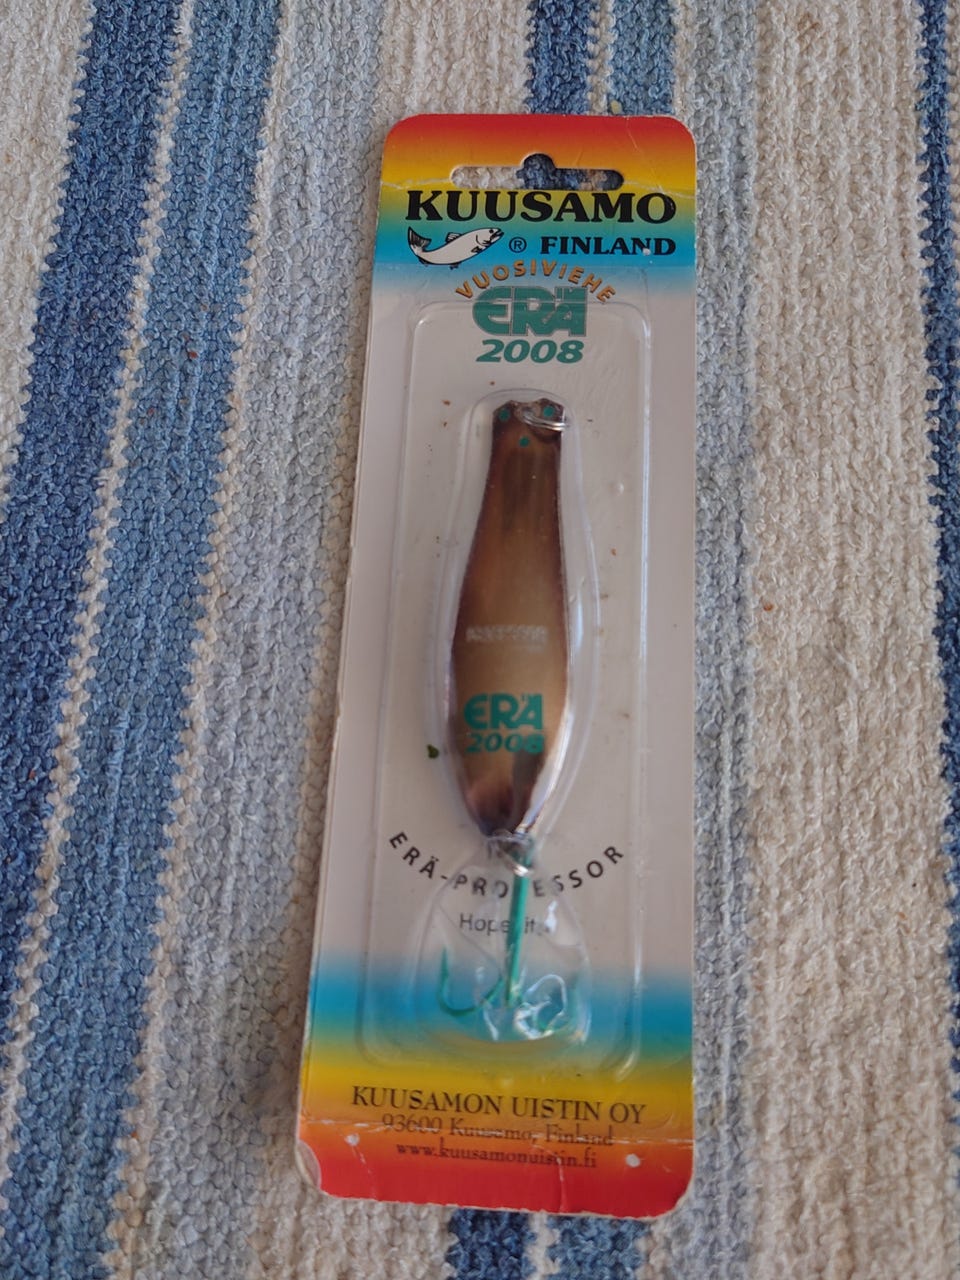 KUUSAMO
® FINLAND
VUOSIVIEHE
ERÄ
2008
ERÄ
2008
ERÄ-PROFESSOR
KUUSAMON UISTIN OY
93600 Kuusamo, Finland
www.kuusamonuistin.fi